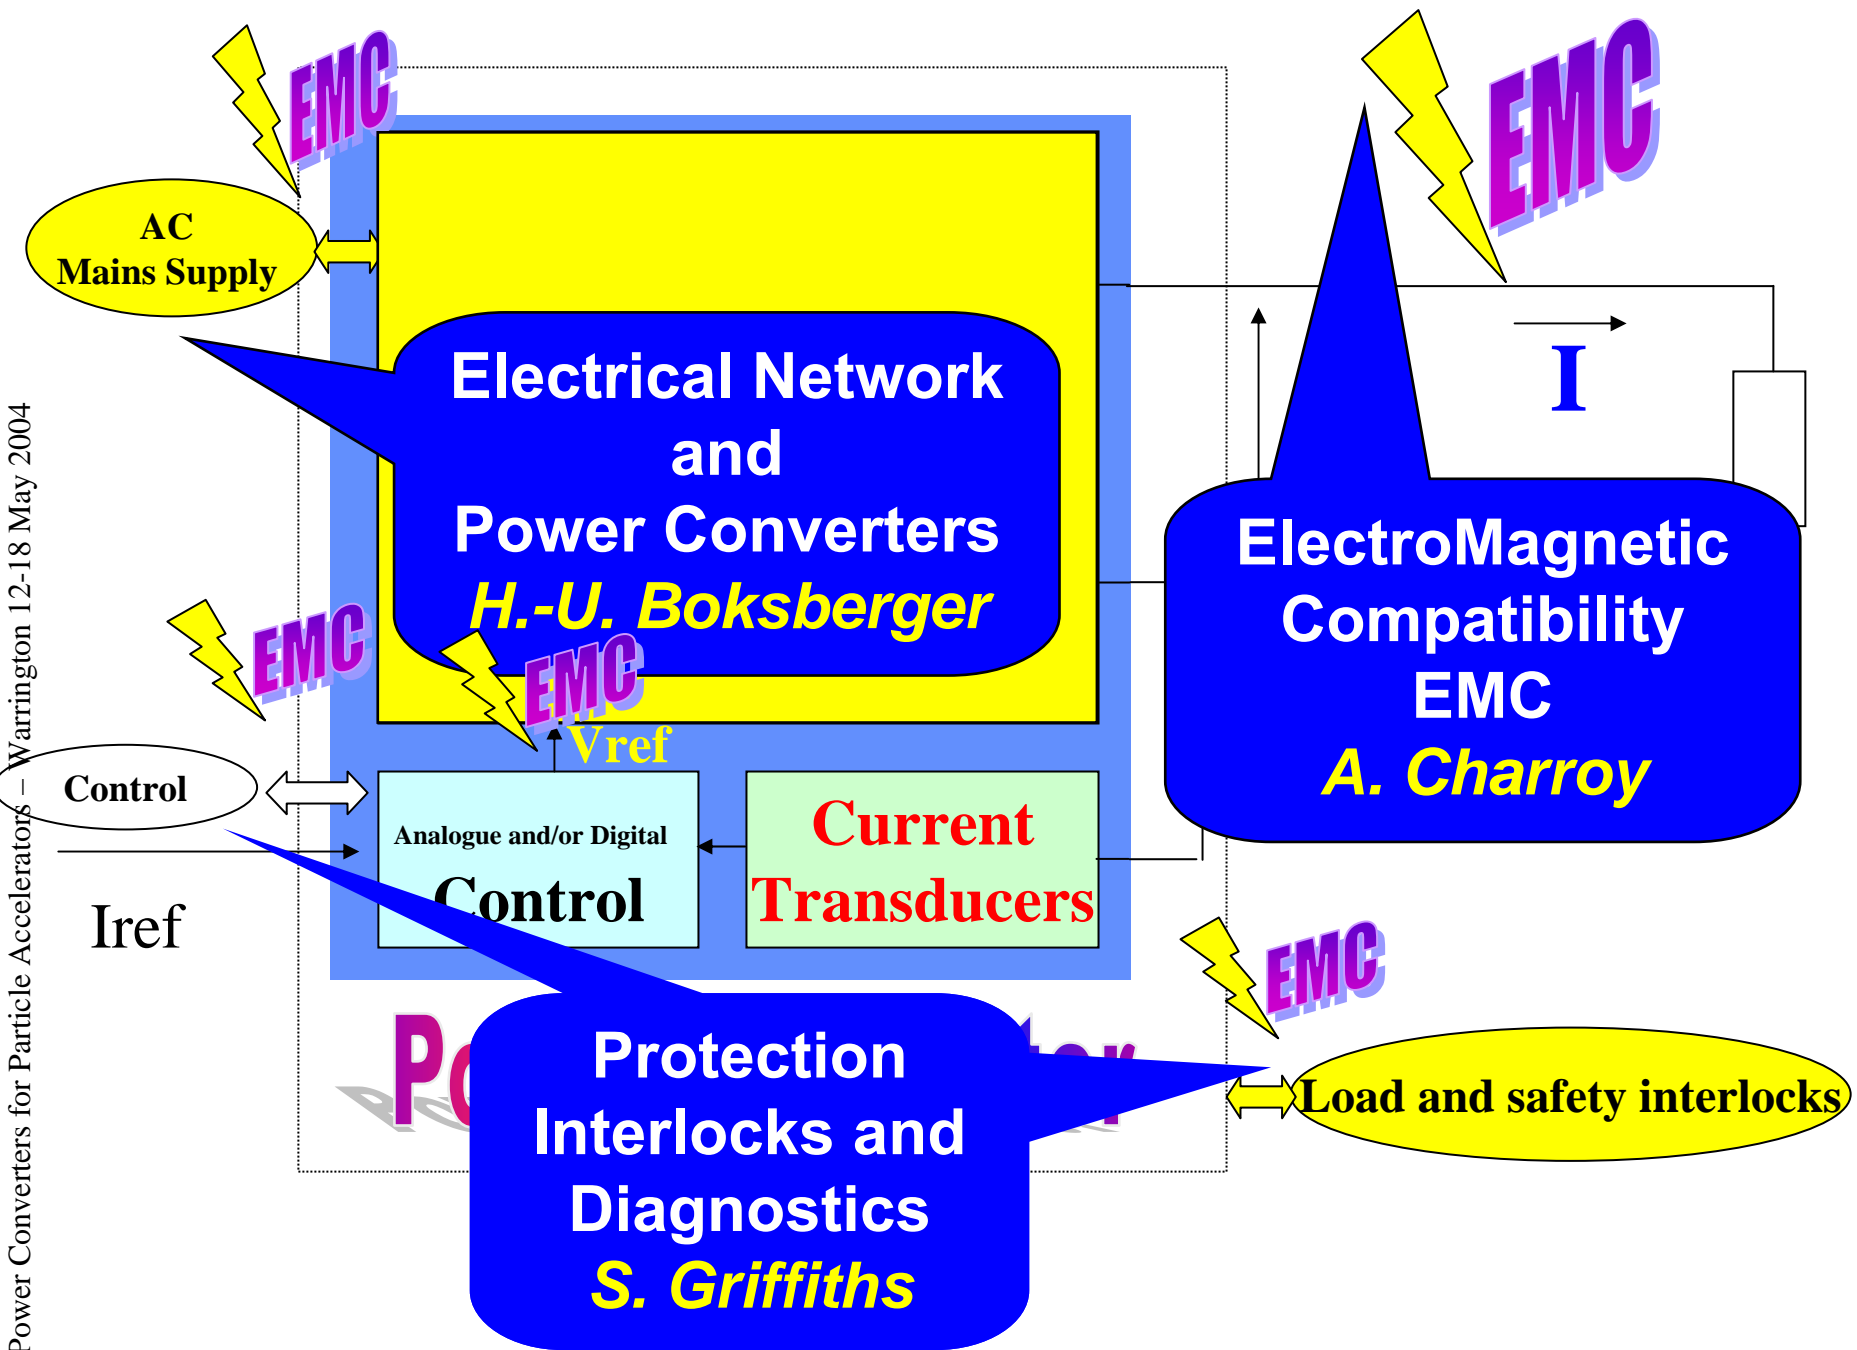 EMC
EMC
AC
Mains Supply
Electrical Network
and
Power Converters
H.-U. Boksberger
I
ElectroMagnetic
Compatibility
EMC
A. Charroy
EMC
EMC
Vref
Control
Analogue and/or Digital
Control
Current
Transducers
Iref
EMC
Protection
Interlocks and
Diagnostics
S. Griffiths
Load and safety interlocks
Power Converters for Particle Accelerators – Warrington 12-18 May 2004